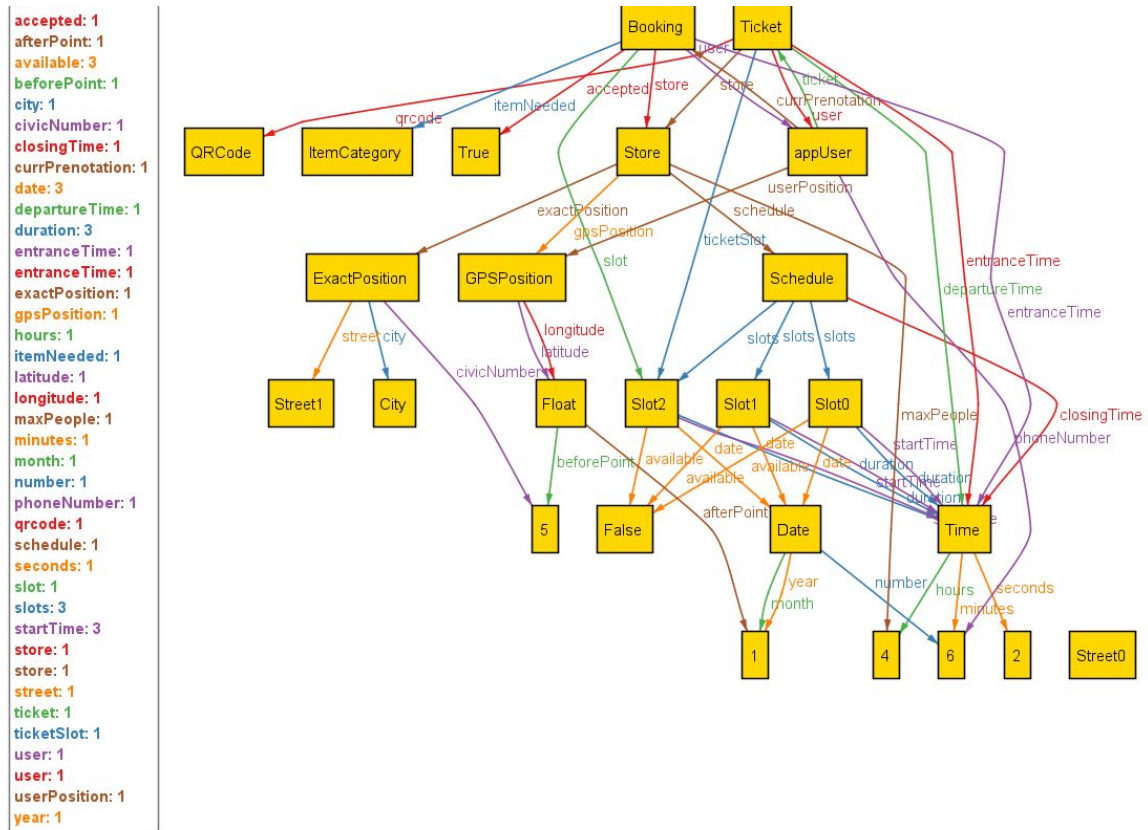 accepted: 1
afterPoint: 1
available: 3
beforePoint: 1
city: 1
civicNumber: 1
closingTime: 1
currPrenotation: 1
date: 3
departureTime: 1
duration: 3
entranceTime: 1
entranceTime: 1
exactPosition: 1
gpsPosition: 1
hours: 1
itemNeeded: 1
latitude: 1
longitude: 1
maxPeople: 1
minutes: 1
month: 1
number: 1
phoneNumber: 1
qrcode: 1
schedule: 1
seconds: 1
slot: 1
slots: 3
startTime: 3
store: 1
store: 1
street: 1
ticket: 1
ticketSlot: 1
user: 1
user: 1
userPosition: 1
year: 1
Booking
Ticket
user
ticket
accepted
store
store
currPrenotation
itemNeeded
user
qrcode
QRCode
ItemCategory
True
Store
appUser
userPosition
exactPosition
schedule
gpsPosition
ticketSlot
slot
entranceTime
departureTime
entranceTime
ExactPosition
GPSPosition
Schedule
street
city
longitude
latitude
slots
slots
slots
civicNumber
Street1
City
Float
Slot2
Slot1
Slot0
maxPeople
closingTime
phoneNumber
startTime
date
date
beforePoint
available
available
available
date
duration
duration
startTime
duration
afterPoint
5
False
Date
Time
year
month
number
hours
minutes
seconds
1
4
6
2
Street0